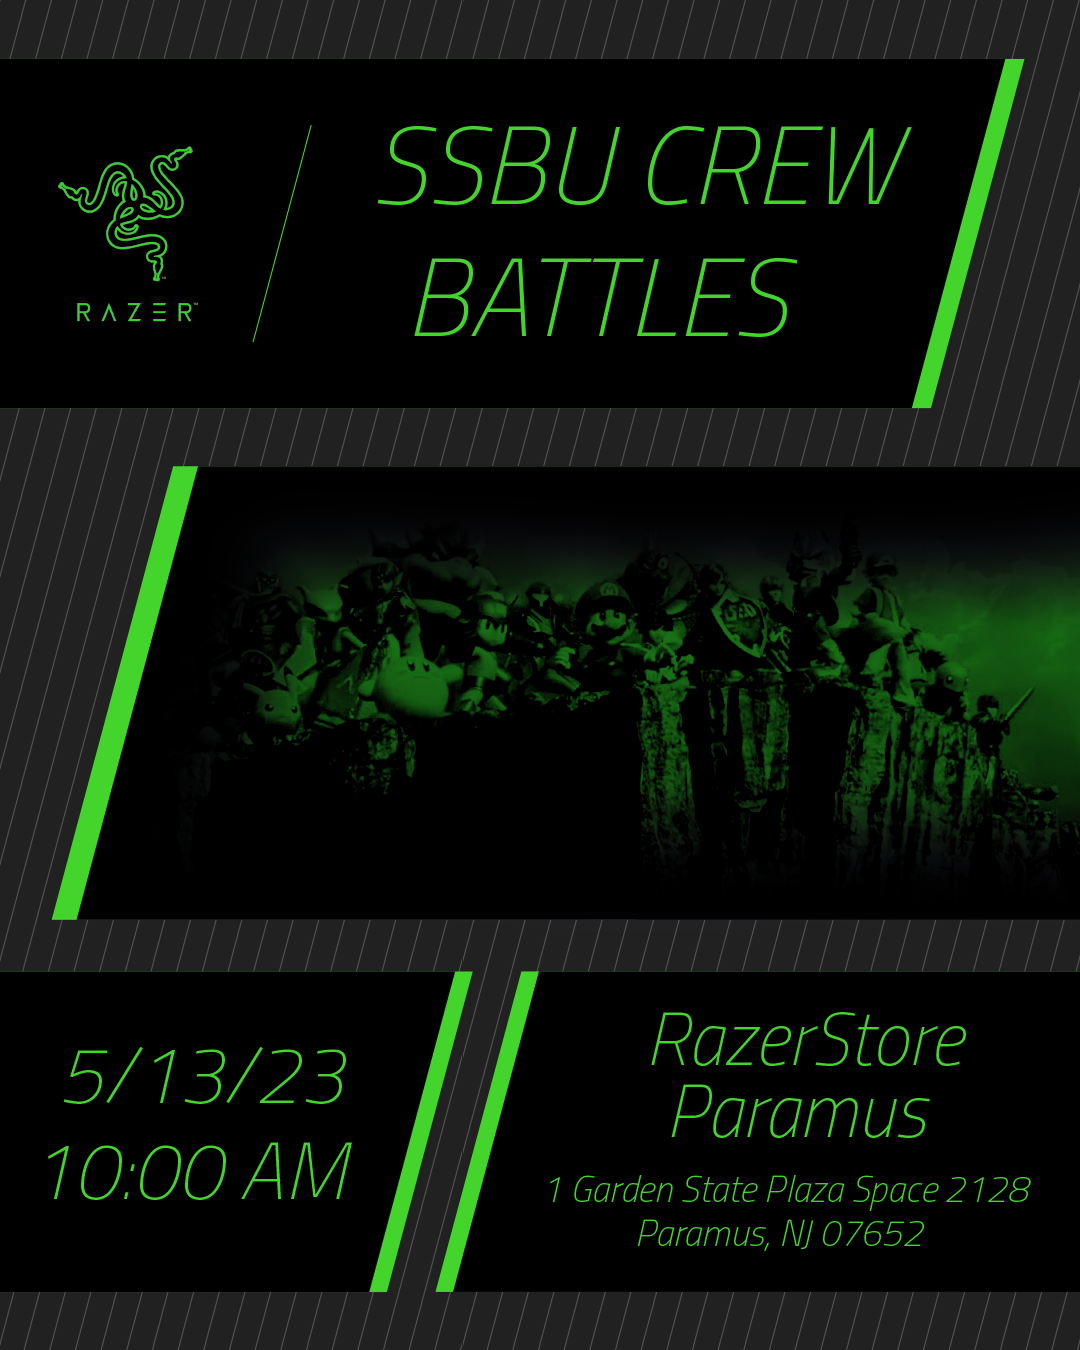 SSBU CREW
BATTLES
RAZER™
5/13/23
10:00 AM
RazerStore
Paramus
1 Garden State Plaza Space 2128
Paramus, NJ 07652